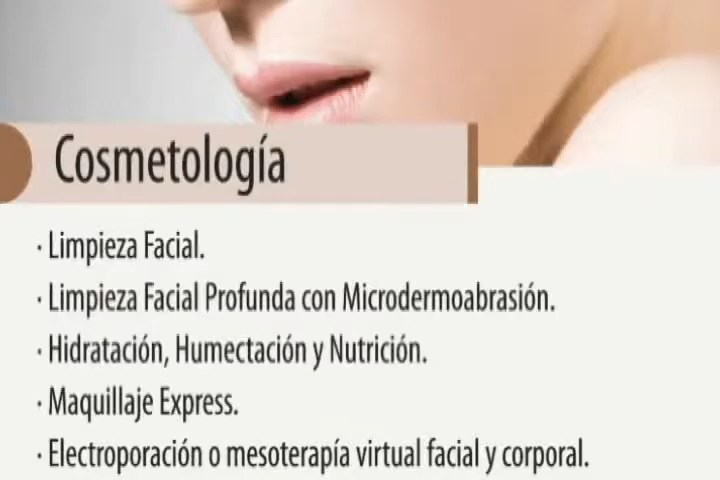 Cosmetología
· Limpieza Facial.
· Limpieza Facial Profunda con Microdermoabrasión.
· Hidratación, Humectación y Nutrición.
· Maquillaje Express.
· Electroporación o mesoterapía virtual facial y corporal.